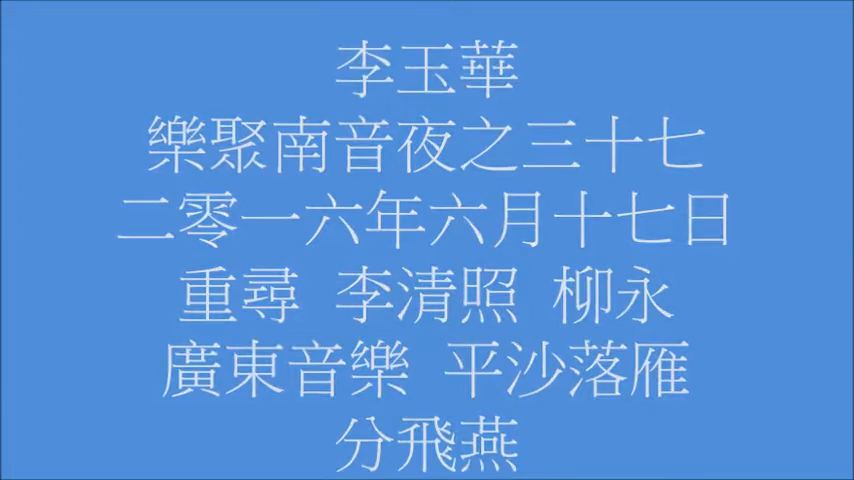 李玉華
樂聚南音夜之三十七
二零一六年六月十七日
重尋 李清照 柳永
廣東音樂 平沙落雁
分飛燕